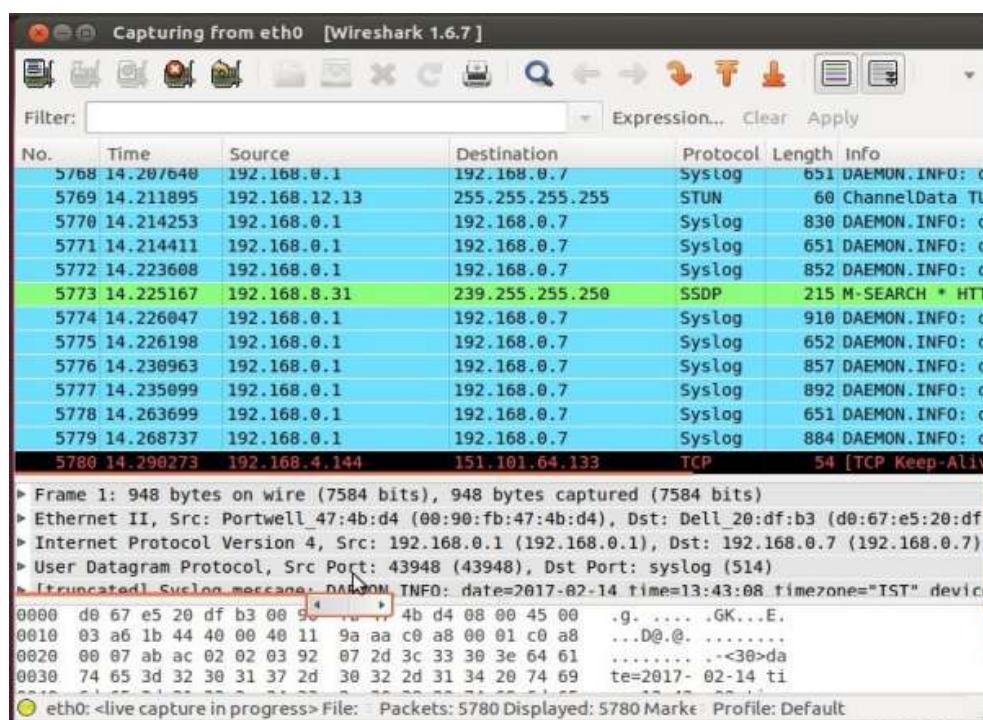 Capturing from eth0 [Wireshark 1.6.7 ]
Filter: Expression... Clear Apply
No. Time Source Destination Protocol Length Info
5768 14.207640 192.168.0.1 192.168.0.7 Syslog 651 DAEMON.INFO:
5769 14.211895 192.168.12.13 255.255.255.255 STUN 60 ChannelData TU
5770 14.214253 192.168.0.1 192.168.0.7 Syslog 830 DAEMON.INFO:
5771 14.214411 192.168.0.1 192.168.0.7 Syslog 651 DAEMON.INFO:
5772 14.223608 192.168.0.1 192.168.0.7 Syslog 852 DAEMON.INFO:
5773 14.225167 192.168.8.31 239.255.255.250 SSDP 215 M-SEARCH * HTT
5774 14.226047 192.168.0.1 192.168.0.7 Syslog 910 DAEMON.INFO:
5775 14.226198 192.168.0.1 192.168.0.7 Syslog 652 DAEMON.INFO:
5776 14.230963 192.168.0.1 192.168.0.7 Syslog 857 DAEMON.INFO:
5777 14.235099 192.168.0.1 192.168.0.7 Syslog 892 DAEMON.INFO:
5778 14.263699 192.168.0.1 192.168.0.7 Syslog 651 DAEMON.INFO:
5779 14.268737 192.168.0.1 192.168.0.7 Syslog 884 DAEMON.INFO:
5780 14.290273 192.168.4.144 151.101.64.133 TCP 54 [TCP Keep-Aliv
Frame 1: 948 bytes on wire (7584 bits), 948 bytes captured (7584 bits)
Ethernet II, Src: Portwell_47:4b:d4 (00:90:fb:47:4b:d4), Dst: Dell_20:df:b3 (d0:67:e5:20:df
Internet Protocol Version 4, Src: 192.168.0.1 (192.168.0.1), Dst: 192.168.0.7 (192.168.0.7)
User Datagram Protocol, Src Port: 43948 (43948), Dst Port: syslog (514)
[truncated] Syslog message: DAEMON.INFO: date=2017-02-14 time=13:43:08 timezone="IST" devic
0000 d0 67 e5 20 df b3 00 4b d4 08 00 45 00 .g. .... .GK...E.
0010 03 a6 1b 44 40 00 40 11 9a aa c0 a8 00 01 c0 a8 ...D@.@. ........
0020 00 07 ab ac 02 02 03 92 07 2d 3c 33 30 3e 64 61 ........ .-<30>da
0030 74 65 3d 32 30 31 37 2d 30 32 2d 31 34 20 74 69 te=2017- 02-14 ti
eth0: <live capture in progress> File: Packets: 5780 Displayed: 5780 Marke Profile: Default